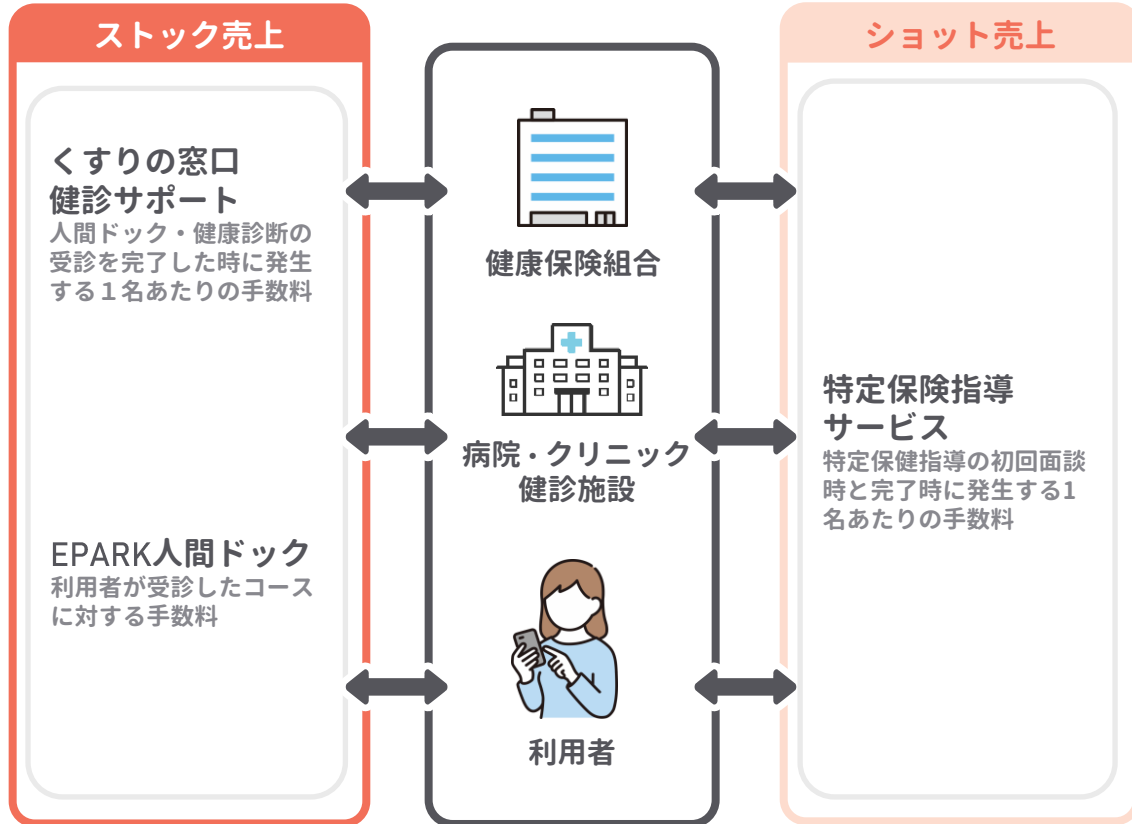 ストック売上
くすりの窓口
健診サポート
人間ドック・健康診断の
受診を完了した時に発生
する１名あたりの手数料
EPARK人間ドック
利用者が受診したコース
に対する手数料
健康保険組合
病院・クリニック
健診施設
利用者
ショット売上
特定保険指導
サービス
特定保健指導の初回面談
時と完了時に発生する1
名あたりの手数料